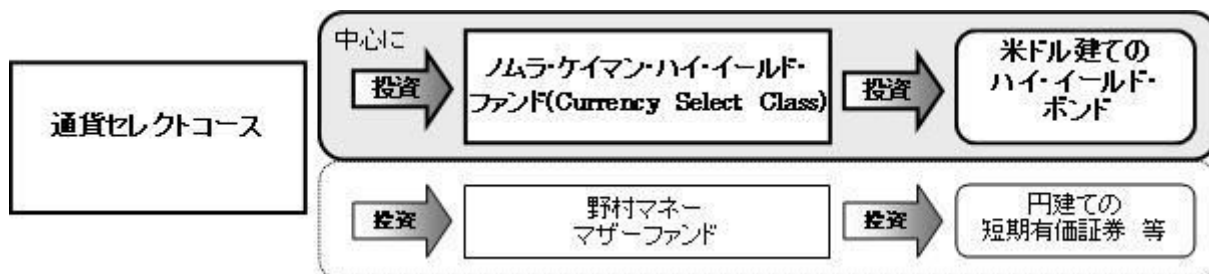 通貨セレクトコース
中心に
投資
ノムラ・ケイマン・ハイ・イールド・
ファンド(Currency Select Class)
投資
米ドル建ての
ハイ・イールド・
ボンド
投資
野村マネー
マザーファンド
投資
円建ての
短期有価証券 等